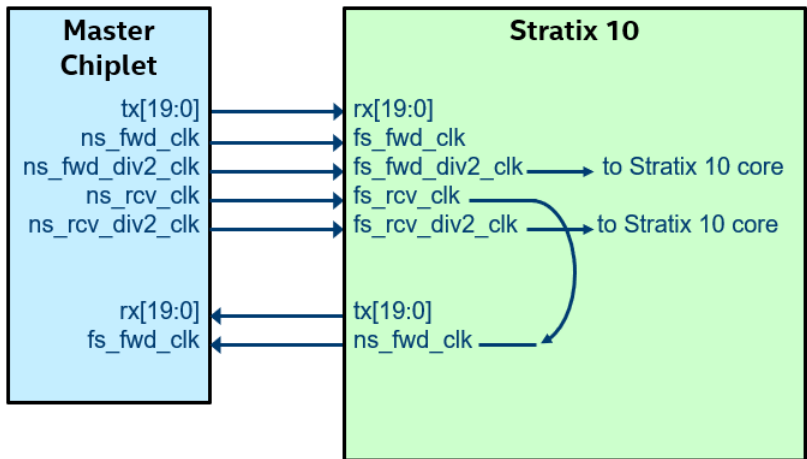 Master
Chiplet
Stratix 10
tx[19:0]
rx[19:0]
ns_fwd_clk
fs_fwd_clk
ns_fwd_div2_clk
fs_fwd_div2_clk
to Stratix 10 core
ns_rcv_clk
fs_rcv_clk
ns_rcv_div2_clk
fs_rcv_div2_clk
to Stratix 10 core
rx[19:0]
tx[19:0]
fs_fwd_clk
ns_fwd_clk